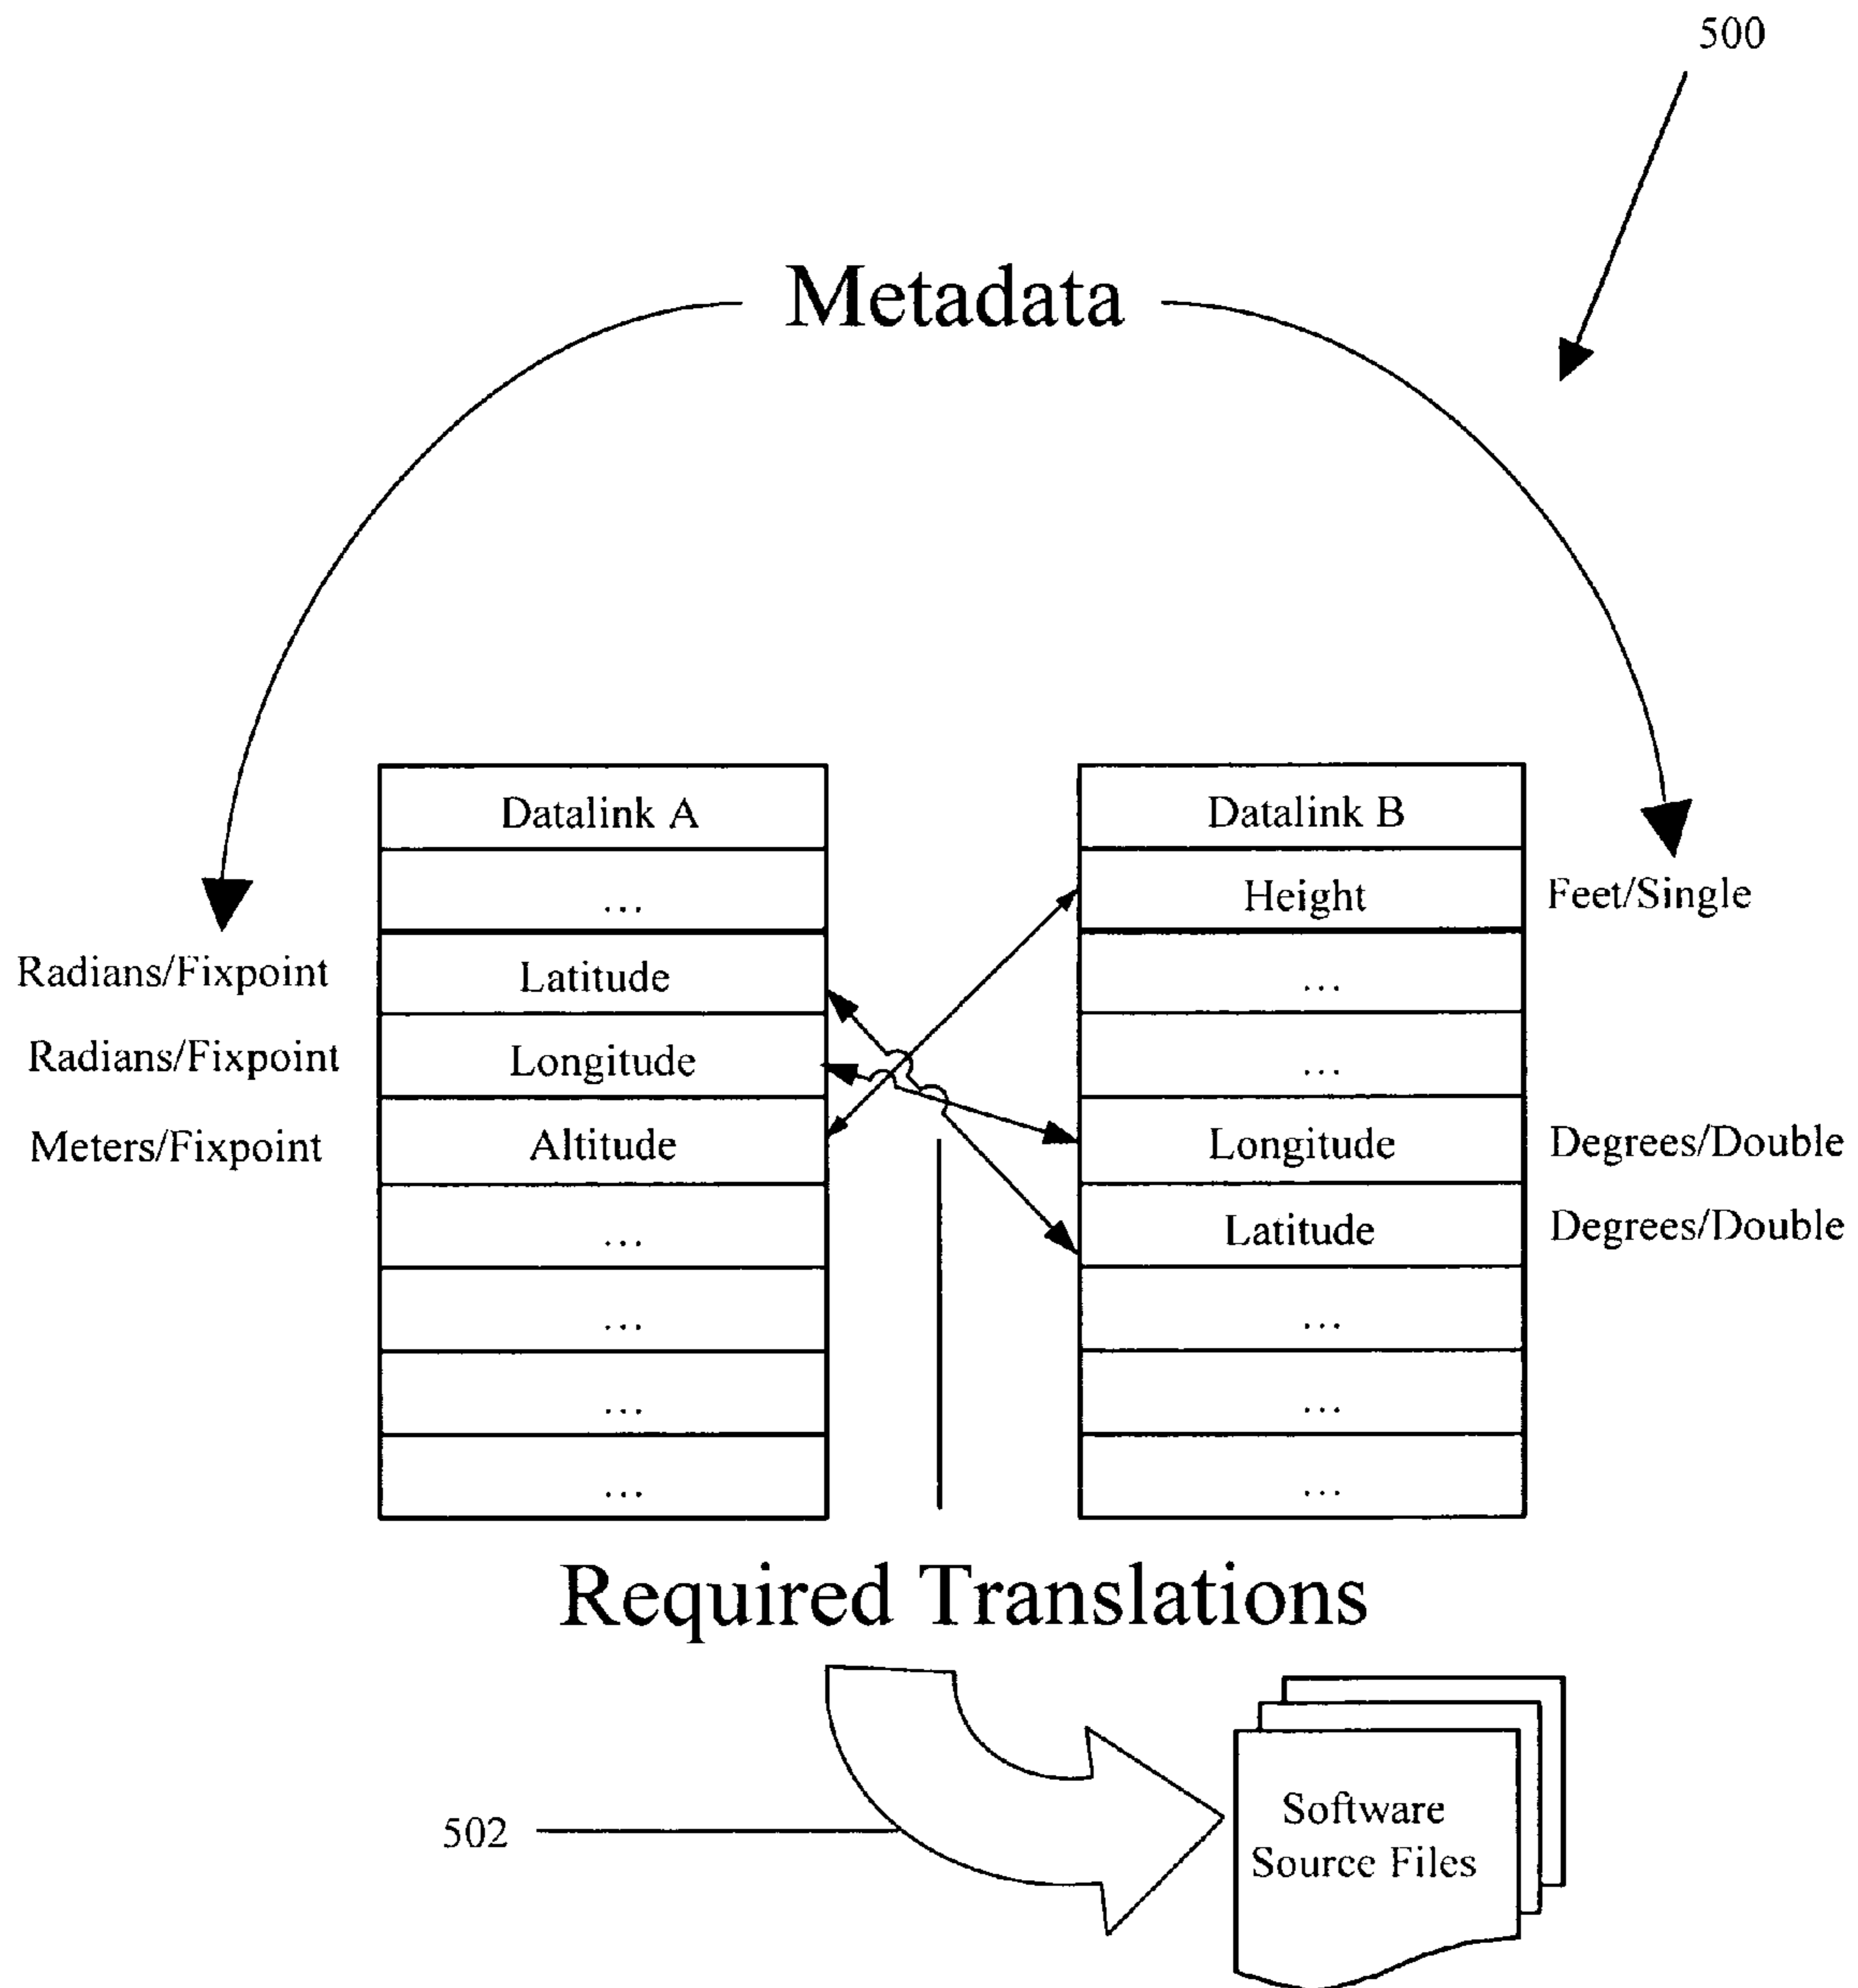 500
Metadata
Datalink A
...
Radians/Fixpoint
Latitude
Radians/Fixpoint
Longitude
Meters/Fixpoint
Altitude
...
...
...
...
Datalink B
Height
Feet/Single
...
...
Longitude
Degrees/Double
Latitude
Degrees/Double
...
...
...
Required Translations
502
Software
Source Files